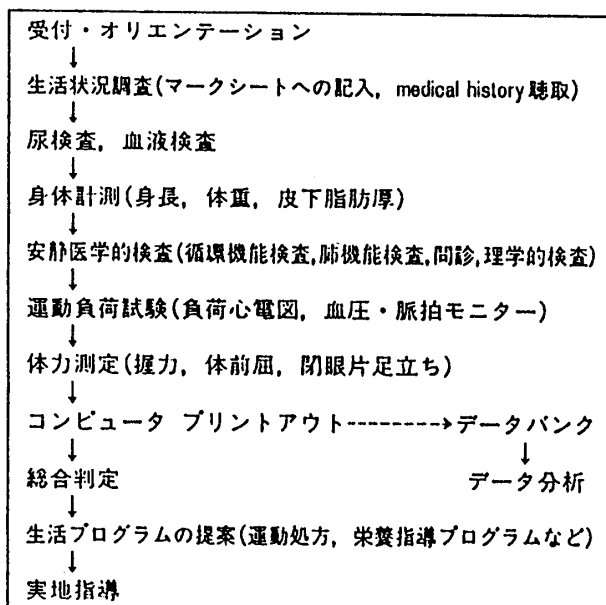 受付・オリエンテーション
↓
生活状況調査(マークシートへの記入, medical history 聴取)
↓
尿検査, 血液検査
↓
身体計測(身長, 体重, 皮下脂肪厚)
↓
安静医学的検査(循環機能検査,肺機能検査,問診,理学的検査)
↓
運動負荷試験(負荷心電図, 血圧・脈拍モニター)
↓
体力測定(握力, 体前屈, 閉眼片足立ち)
↓
コンピュータ プリントアウト--------→データバンク
↓ ↓
総合判定 データ分析
↓
生活プログラムの提案(運動処方, 栄養指導プログラムなど)
↓
実地指導